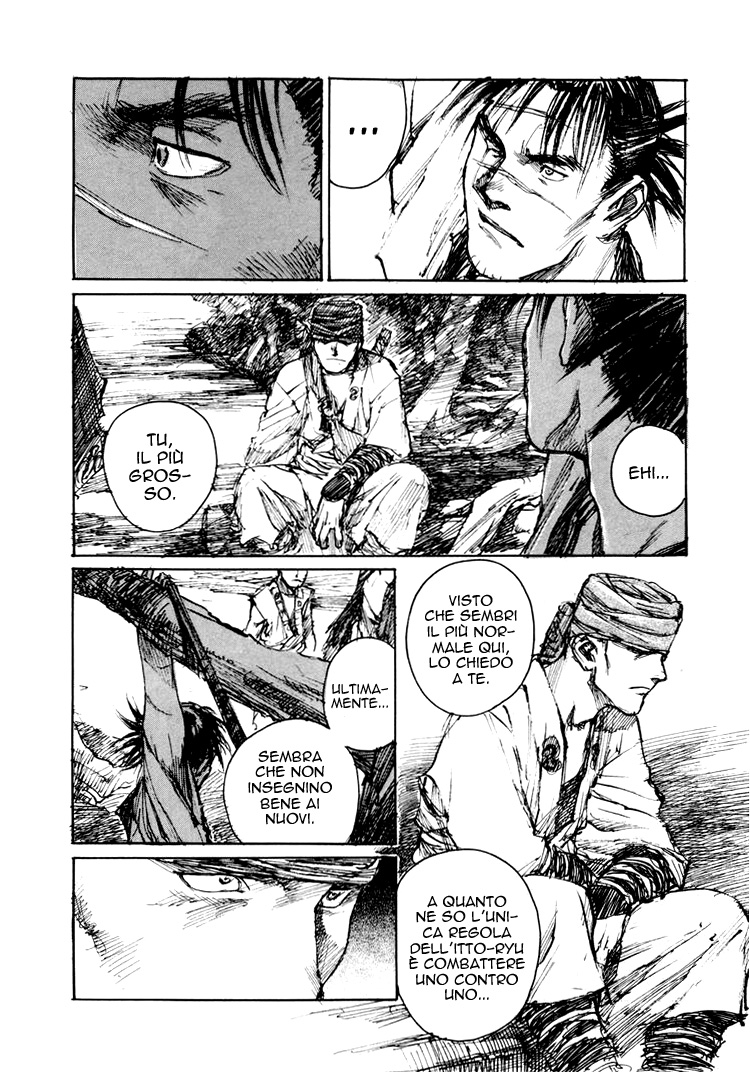 ...
EHI...
TU,
IL PIÙ
GROS-
SO.
VISTO
CHE SEMBRI
IL PIÙ NOR-
MALE QUI,
LO CHIEDO
A TE.
ULTIMA-
MENTE...
SEMBRA
CHE NON
INSEGNINO
BENE AI
NUOVI.
A QUANTO
NE SO L'UNI-
CA REGOLA
DELL'ITTO-RYU
È COMBATTERE
UNO CONTRO
UNO...